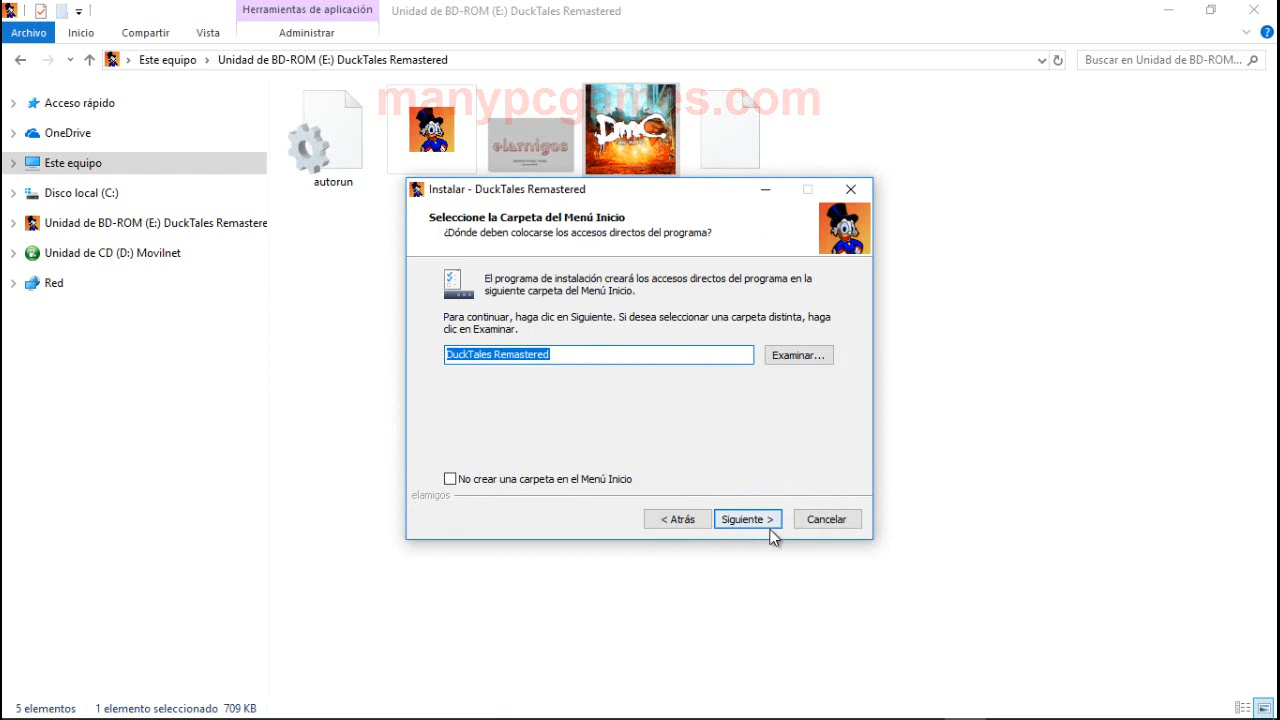 Herramientas de aplicación
Unidad de BD-ROM (E:) DuckTales Remastered
Archivo
Inicio
Compartir
Vista
Administrar
Este equipo
Unidad de BD-ROM (E:) DuckTales Remastered
Buscar en Unidad de BD-ROM...
manypcgames.com
Acceso rápido
OneDrive
Este equipo
Disco local (C:)
Unidad de BD-ROM (E:) DuckTales Remastere
Unidad de CD (D:) Movilnet
Red
elamigos
DMC
autorun
Instalar - DuckTales Remastered
Seleccione la Carpeta del Menú Inicio
¿Dónde deben colocarse los accesos directos del programa?
El programa de instalación creará los accesos directos del programa en la
siguiente carpeta del Menú Inicio.
Para continuar, haga clic en Siguiente. Si desea seleccionar una carpeta distinta, haga
clic en Examinar.
DuckTales Remastered
Examinar...
No crear una carpeta en el Menú Inicio
elamigos
< Atrás
Siguiente >
Cancelar
5 elementos
1 elemento seleccionado 709 KB